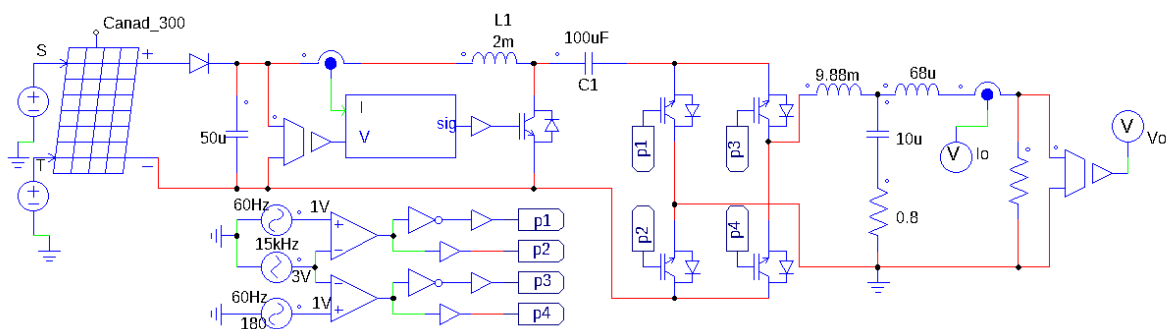 Canad_300
S
+
T
−
50u
I
V
sig
L1
2m
100uF
C1
p1
p3
p2
p4
9.88m
68u
10u
0.8
V
Io
V
Vo
60Hz
1V
+
−
p1
p2
15kHz
3V
−
+
p3
p4
60Hz
180
1V